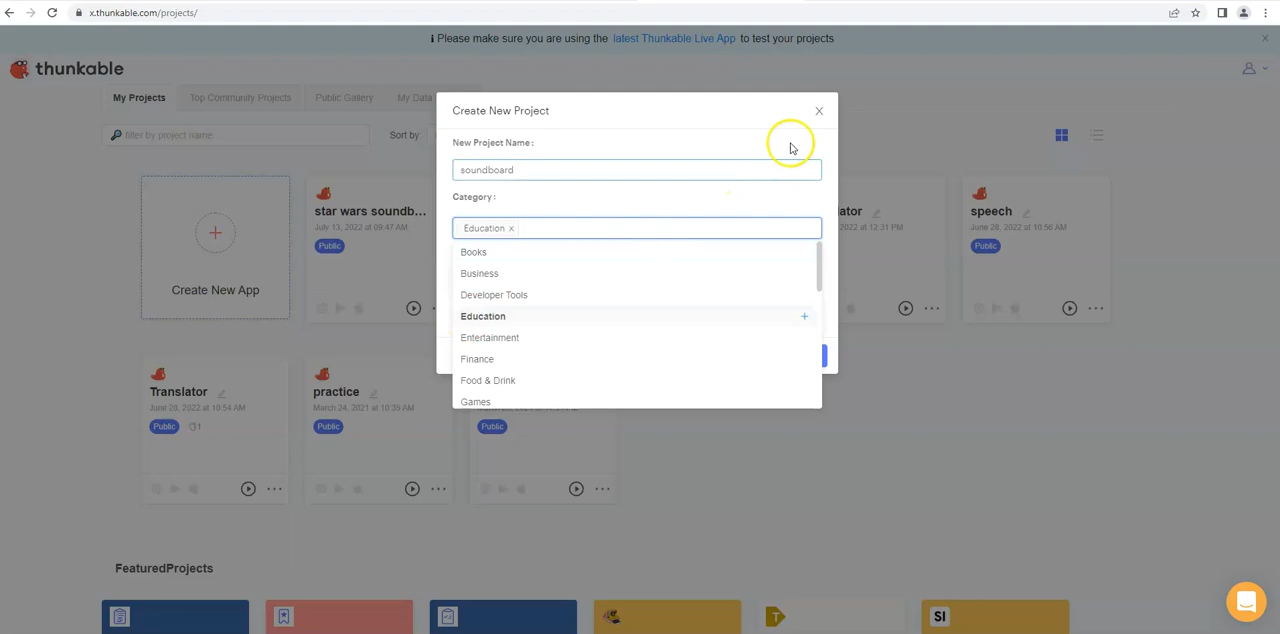 x.thunkable.com/projects/
Please make sure you are using the latest Thunkable Live App to test your projects
thunkable
My Projects
Top Community Projects
Public Gallery
My Data
filter by project name
Sort by:
Create New Project
New Project Name:
soundboard
Category:
Education
Books
Business
Developer Tools
Education
Entertainment
Finance
Food & Drink
Games
Create New App
star wars soundb...
July 13, 2022 at 09:47 AM
Public
lator
2022 at 12:31 PM
speech
June 28, 2022 at 10:56 AM
Public
Translator
June 28, 2022 at 10:54 AM
Public
1
practice
March 24, 2021 at 10:35 AM
Public
Public
FeaturedProjects
T
SI